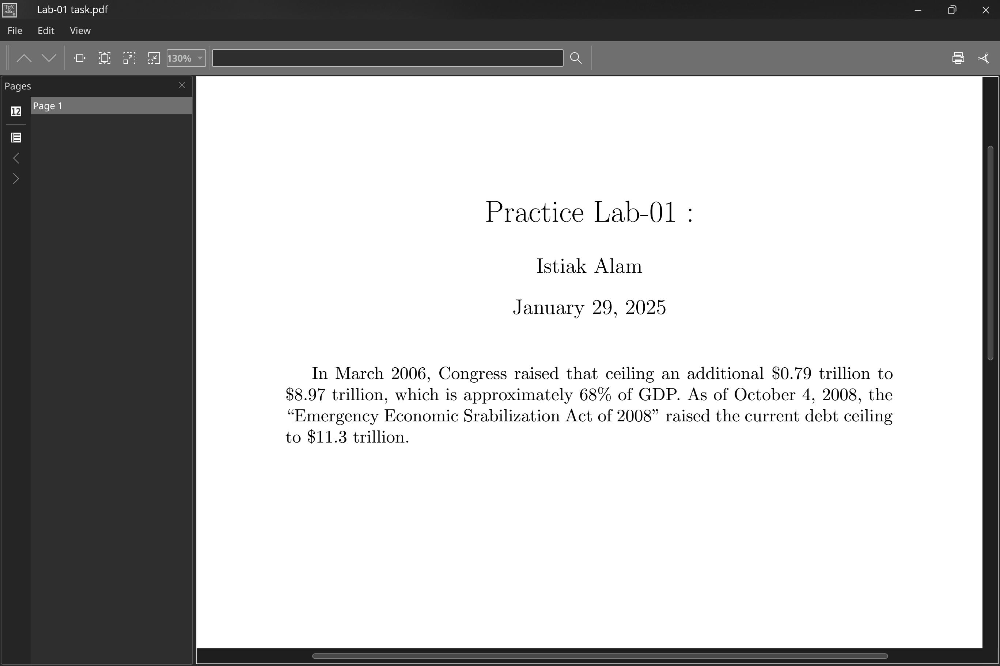 TEX
MAKER
Lab-01 task.pdf
File Edit View
130%
Pages
12
Page 1
Practice Lab-01 :
Istiak Alam
January 29, 2025
In March 2006, Congress raised that ceiling an additional $0.79 trillion to
$8.97 trillion, which is approximately 68% of GDP. As of October 4, 2008, the
“Emergency Economic Srabilization Act of 2008” raised the current debt ceiling
to $11.3 trillion.